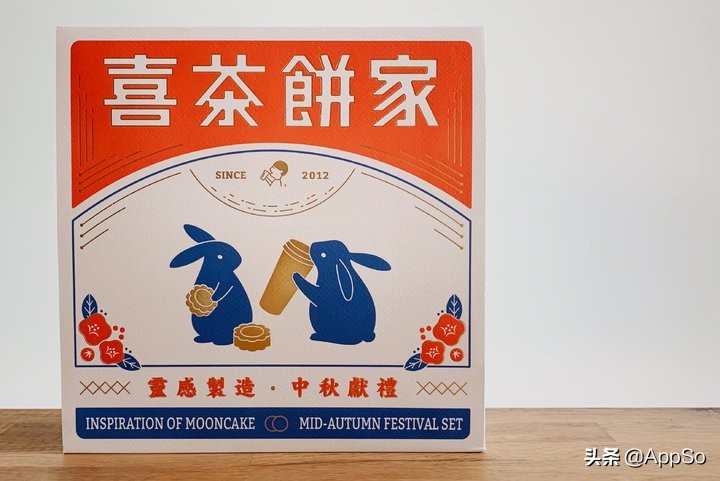 喜茶餅家
SINCE 2012
靈感製造·中秋獻禮
INSPIRATION OF MOONCAKE MID-AUTUMN FESTIVAL SET
头条 @AppSo